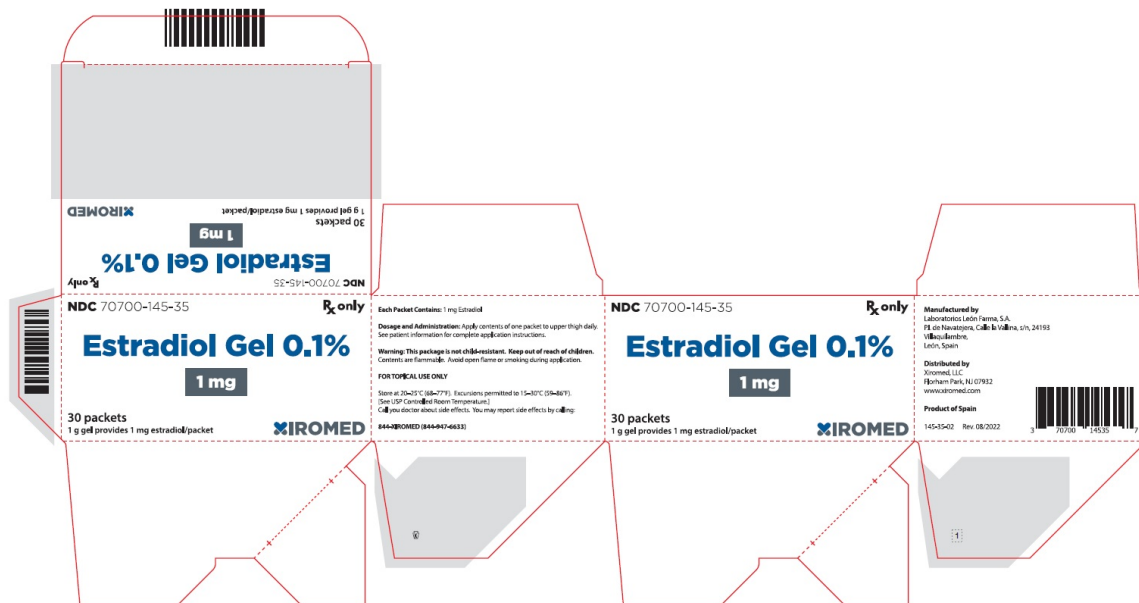 XIROMED
1 g gel provides 1 mg estradiol/packet
30 packets
1 mg
Estradiol Gel 0.1%
Rx only
NDC 70700-145-35
NDC 70700-145-35
Rx only
Estradiol Gel 0.1%
1 mg
30 packets
1 g gel provides 1 mg estradiol/packet
XIROMED
Each Packet Contains: 1 mg Estradiol
Dosage and Administration: Apply contents of one packet to upper thigh daily.
See patient information for complete application instructions.
Warning: This package is not child-resistant. Keep out of reach of children.
Contents are flammable. Avoid open flame or smoking during application.
FOR TOPICAL USE ONLY
Store at 20–25°C (68–77°F). Excursions permitted to 15–30°C (59–86°F).
[See USP Controlled Room Temperature.]
Call you doctor about side effects. You may report side effects by calling:
844-XIROMED (844-947-6633)
NDC 70700-145-35
Rx only
Estradiol Gel 0.1%
1 mg
30 packets
1 g gel provides 1 mg estradiol/packet
XIROMED
Manufactured by
Laboratorios León Farma, S.A.
P.I. de Navatejera, Calle la Vallina, s/n, 24193
Villaquilambre,
León, Spain
Distributed by
Xiromed, LLC
Florham Park, NJ 07932
www.xiromed.com
Product of Spain
145-35-02 Rev. 08/2022
3 70700 14535 7
1